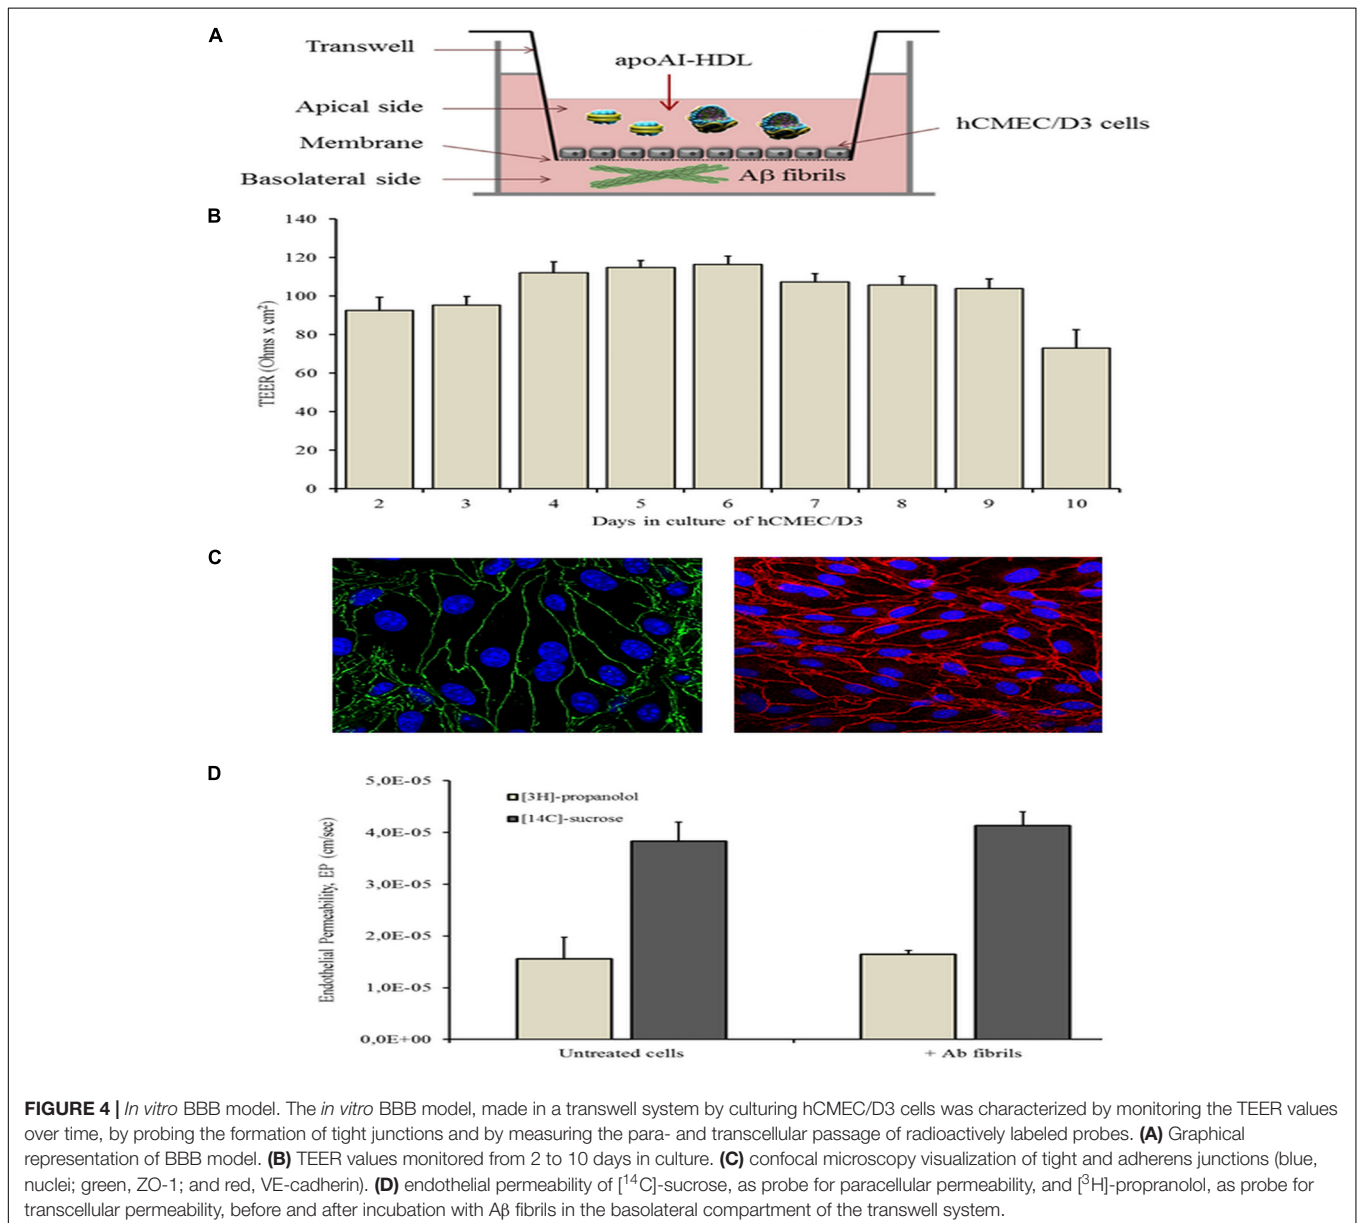 A
Transwell
apoAI-HDL
Apical side
hCMEC/D3 cells
Membrane
Basolateral side
Aβ fibrils
B
140
120
100
80
60
40
20
0
TEER (Ohms x cm²)
2 3 4 5 6 7 8 9 10
Days in culture of hCMEC/D3
C
D
5,0E-05
4,0E-05
3,0E-05
2,0E-05
1,0E-05
0,0E+00
Endothelial Permeability, EP (cm/sec)
[3H]-propanolol
[14C]-sucrose
Untreated cells
+ Ab fibrils
FIGURE 4 | In vitro BBB model. The in vitro BBB model, made in a transwell system by culturing hCMEC/D3 cells was characterized by monitoring the TEER values
over time, by probing the formation of tight junctions and by measuring the para- and transcellular passage of radioactively labeled probes. (A) Graphical
representation of BBB model. (B) TEER values monitored from 2 to 10 days in culture. (C) confocal microscopy visualization of tight and adherens junctions (blue,
nuclei; green, ZO-1; and red, VE-cadherin). (D) endothelial permeability of [¹⁴C]-sucrose, as probe for paracellular permeability, and [³H]-propranolol, as probe for
transcellular permeability, before and after incubation with Aβ fibrils in the basolateral compartment of the transwell system.